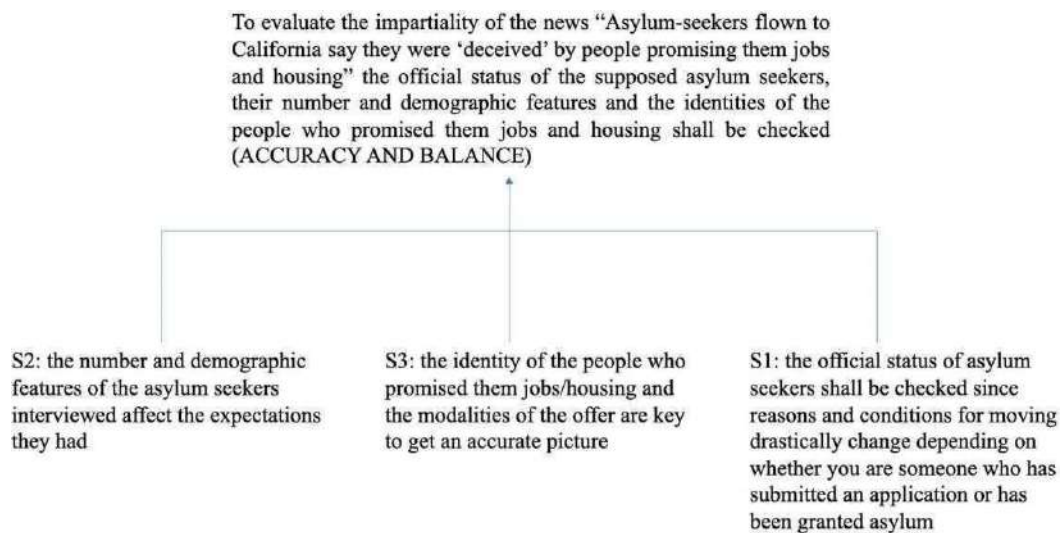 To evaluate the impartiality of the news “Asylum-seekers flown to
California say they were ‘deceived’ by people promising them jobs
and housing” the official status of the supposed asylum seekers,
their number and demographic features and the identities of the
people who promised them jobs and housing shall be checked
(ACCURACY AND BALANCE)
S2: the number and demographic
features of the asylum seekers
interviewed affect the expectations
they had
S3: the identity of the people who
promised them jobs/housing and
the modalities of the offer are key
to get an accurate picture
S1: the official status of asylum
seekers shall be checked since
reasons and conditions for moving
drastically change depending on
whether you are someone who has
submitted an application or has
been granted asylum